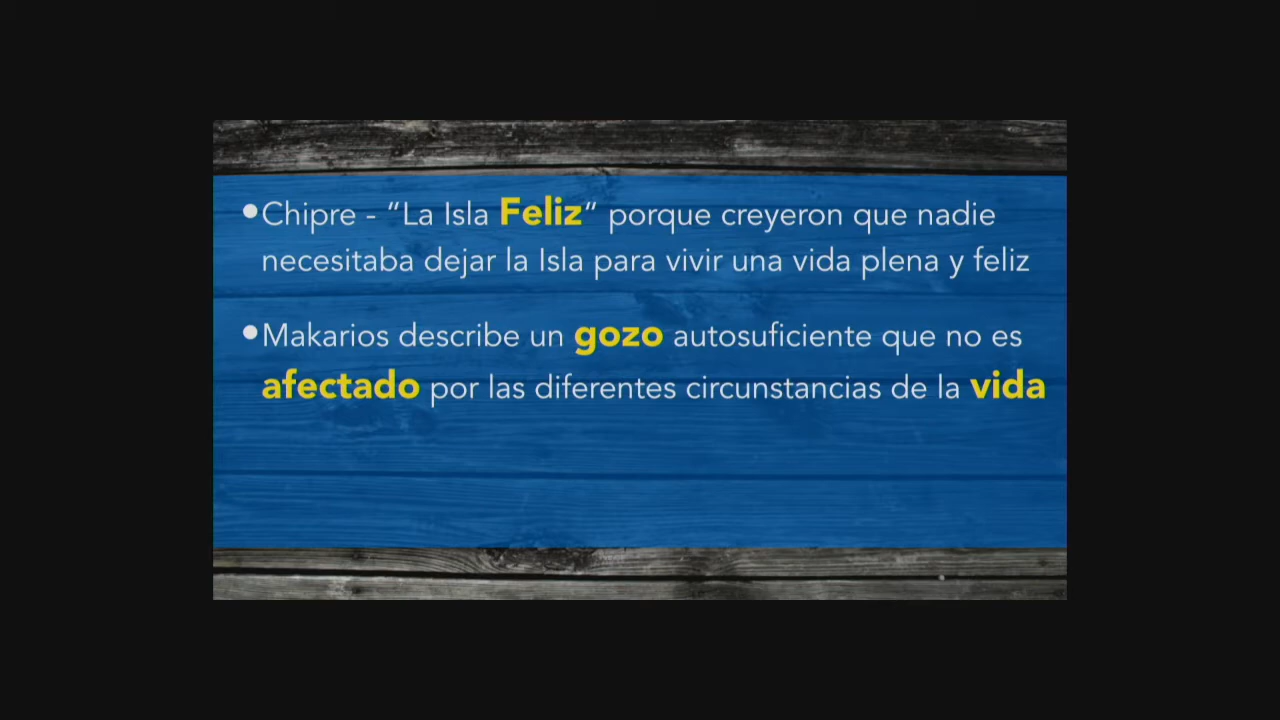 •Chipre - “La Isla Feliz“ porque creyeron que nadie
necesitaba dejar la Isla para vivir una vida plena y feliz
•Makarios describe un gozo autosuficiente que no es
afectado por las diferentes circunstancias de la vida